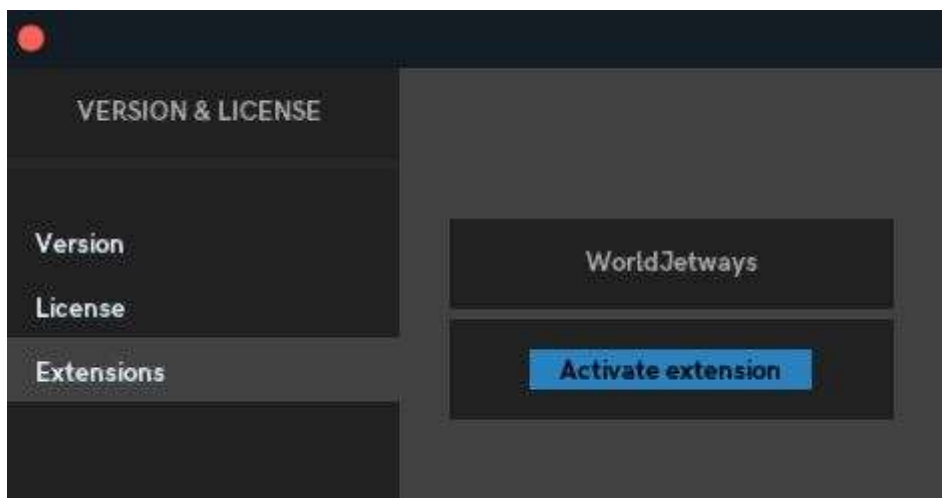 VERSION & LICENSE
Version
License
Extensions
WorldJetways
Activate extension